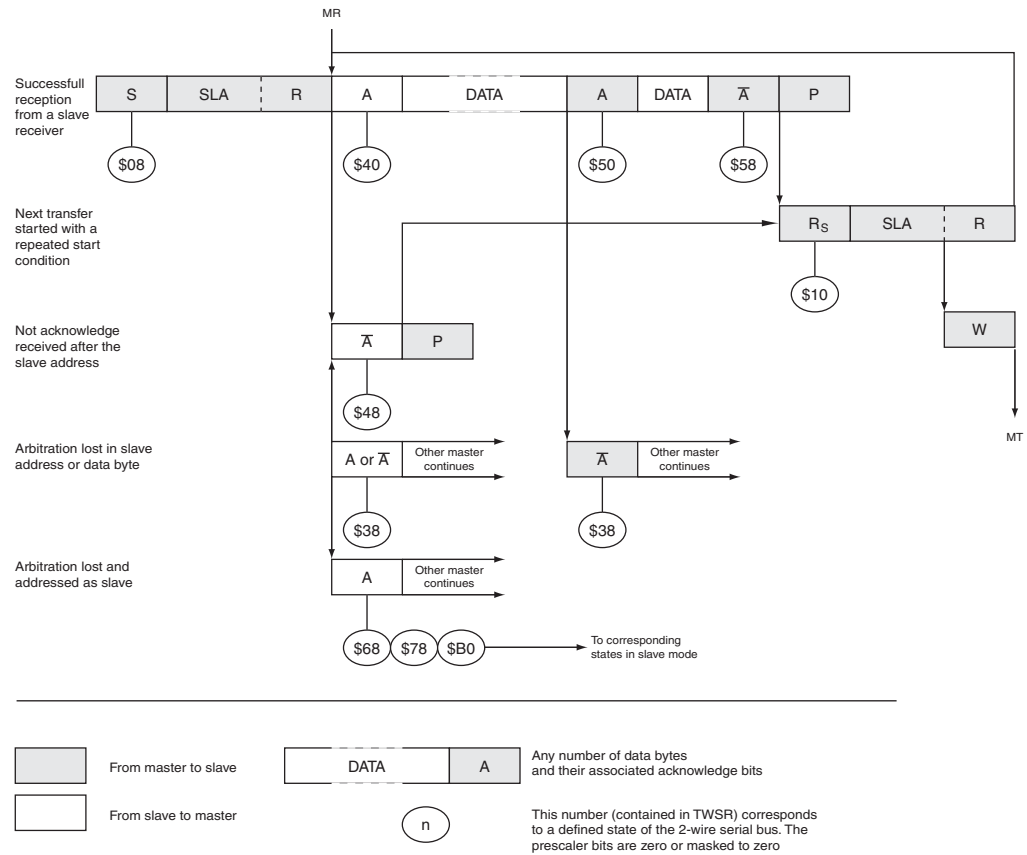 MR
Successfull
reception
from a slave
receiver
S SLA R A DATA A DATA A̅ P
$08 $40 $50 $58
Next transfer
started with a
repeated start
condition
RS SLA R
$10
Not acknowledge
received after the
slave address
A̅ P
W
$48
MT
Arbitration lost in slave
address or data byte
A or A̅ Other master
continues
A̅ Other master
continues
$38 $38
Arbitration lost and
addressed as slave
A Other master
continues
$68 $78 $B0 To corresponding
states in slave mode
From master to slave
DATA A
Any number of data bytes
and their associated acknowledge bits
From slave to master
n
This number (contained in TWSR) corresponds
to a defined state of the 2-wire serial bus. The
prescaler bits are zero or masked to zero